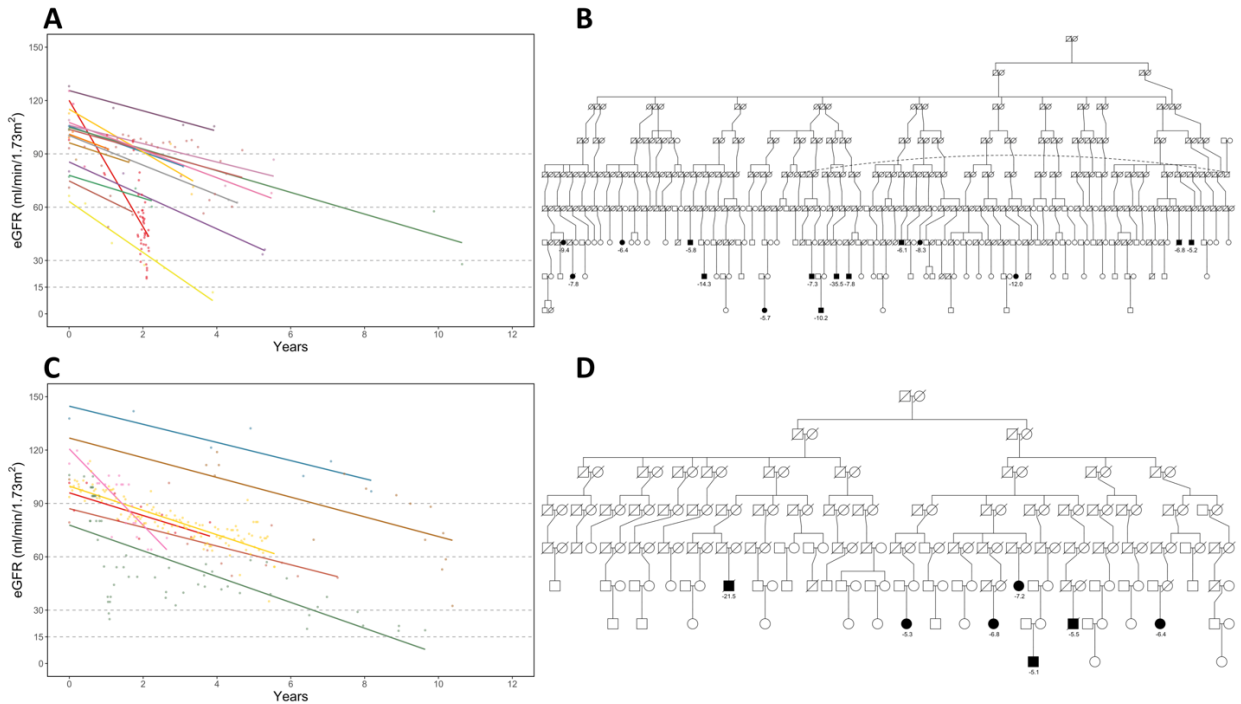 A
B
150
120
90
60
30
15
0
eGFR (ml/min/1.73m²)
0 2 4 6 8 10 12
Years
-9.4 -6.4 -5.8 -6.1 -8.3 -6.8 -5.2
-7.8 -14.3 -7.3 -35.5 -7.8 -12.0
-5.7 -10.2
C
D
150
120
90
60
30
15
0
eGFR (ml/min/1.73m²)
0 2 4 6 8 10 12
Years
-21.5 -7.2
-5.3 -6.8 -5.5 -6.4
-5.1